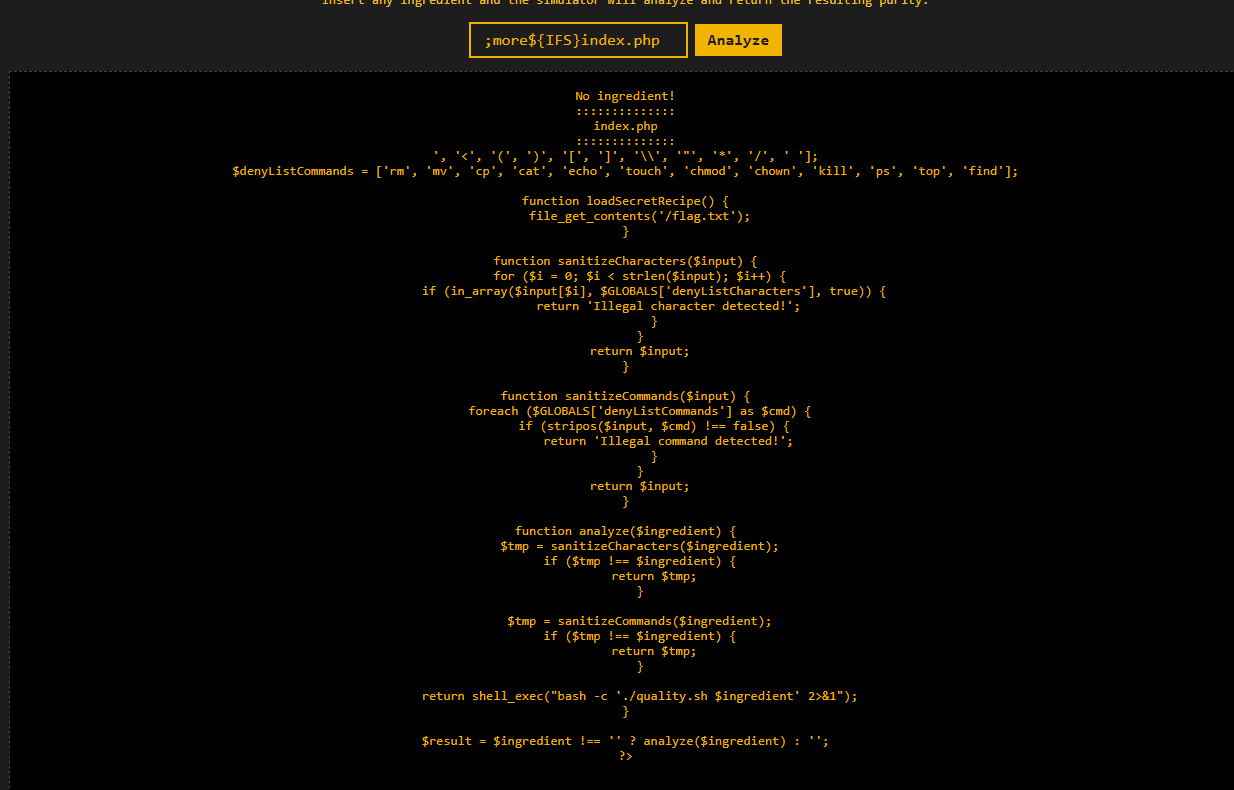 Insert any ingredient and the simulator will analyze and return the resulting purity.
;more${IFS}index.php
Analyze
No ingredient!
::::::::::::::
index.php
::::::::::::::
', '<', '(', ')', '[', ']', '\\', '"', '*', '/', ' '];
$denyListCommands = ['rm', 'mv', 'cp', 'cat', 'echo', 'touch', 'chmod', 'chown', 'kill', 'ps', 'top', 'find'];
function loadSecretRecipe() {
file_get_contents('/flag.txt');
}
function sanitizeCharacters($input) {
for ($i = 0; $i < strlen($input); $i++) {
if (in_array($input[$i], $GLOBALS['denyListCharacters'], true)) {
return 'Illegal character detected!';
}
}
return $input;
}
function sanitizeCommands($input) {
foreach ($GLOBALS['denyListCommands'] as $cmd) {
if (stripos($input, $cmd) !== false) {
return 'Illegal command detected!';
}
}
return $input;
}
function analyze($ingredient) {
$tmp = sanitizeCharacters($ingredient);
if ($tmp !== $ingredient) {
return $tmp;
}
$tmp = sanitizeCommands($ingredient);
if ($tmp !== $ingredient) {
return $tmp;
}
return shell_exec("bash -c './quality.sh $ingredient' 2>&1");
}
$result = $ingredient !== '' ? analyze($ingredient) : '';
?>